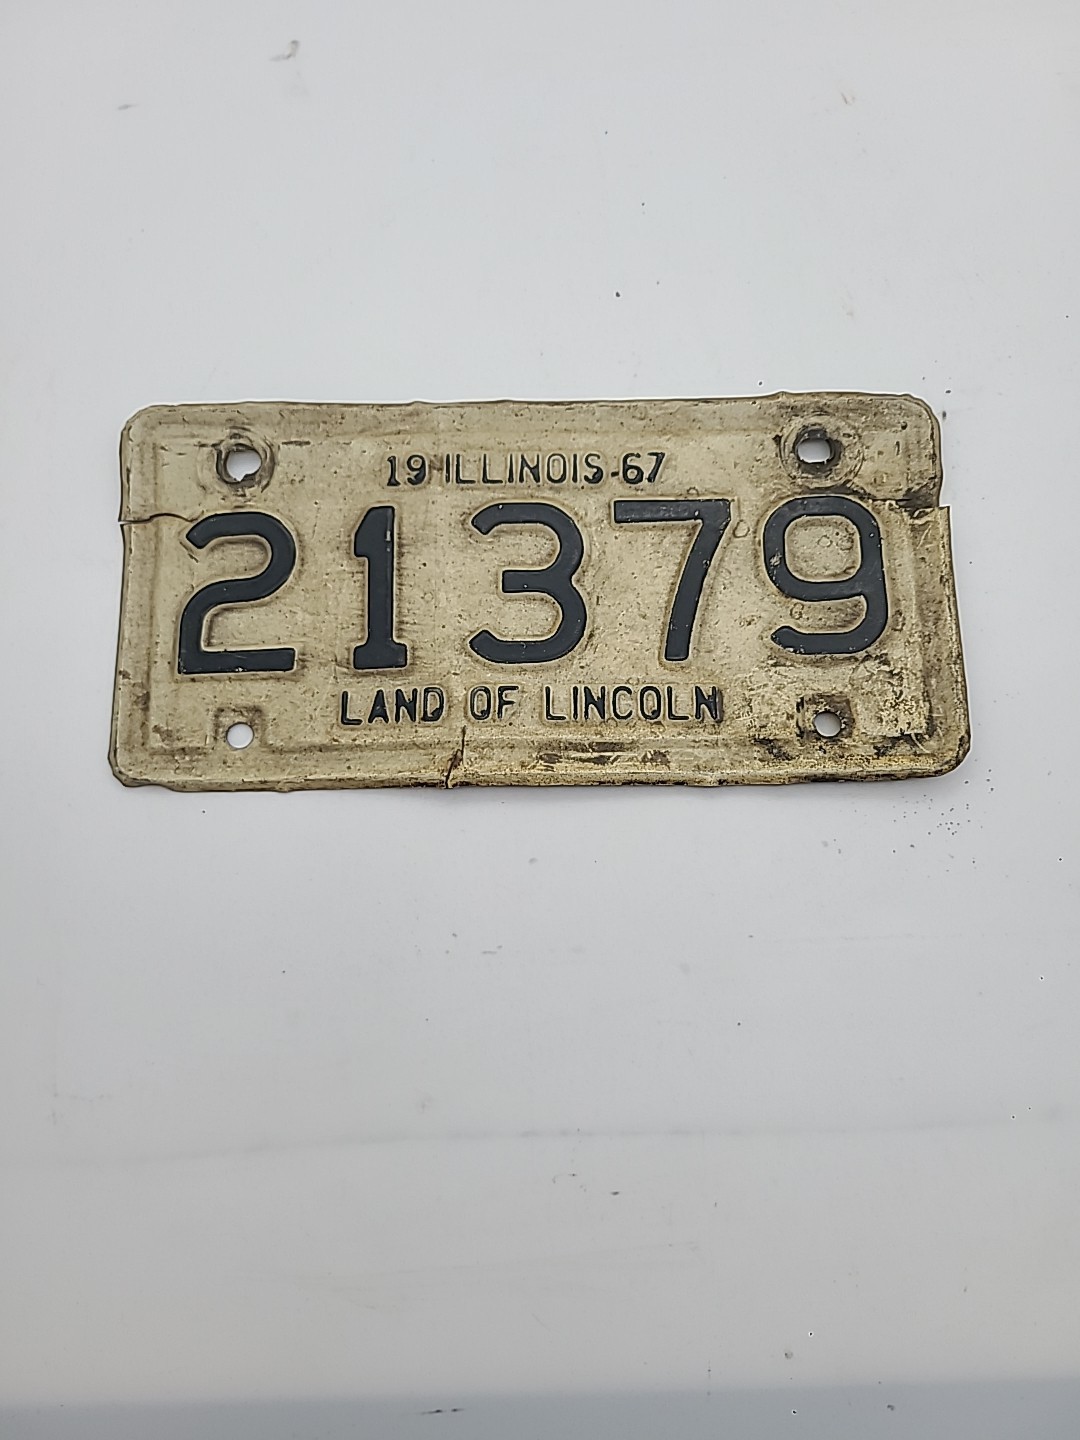 19 ILLINOIS-67
21379
LAND OF LINCOLN